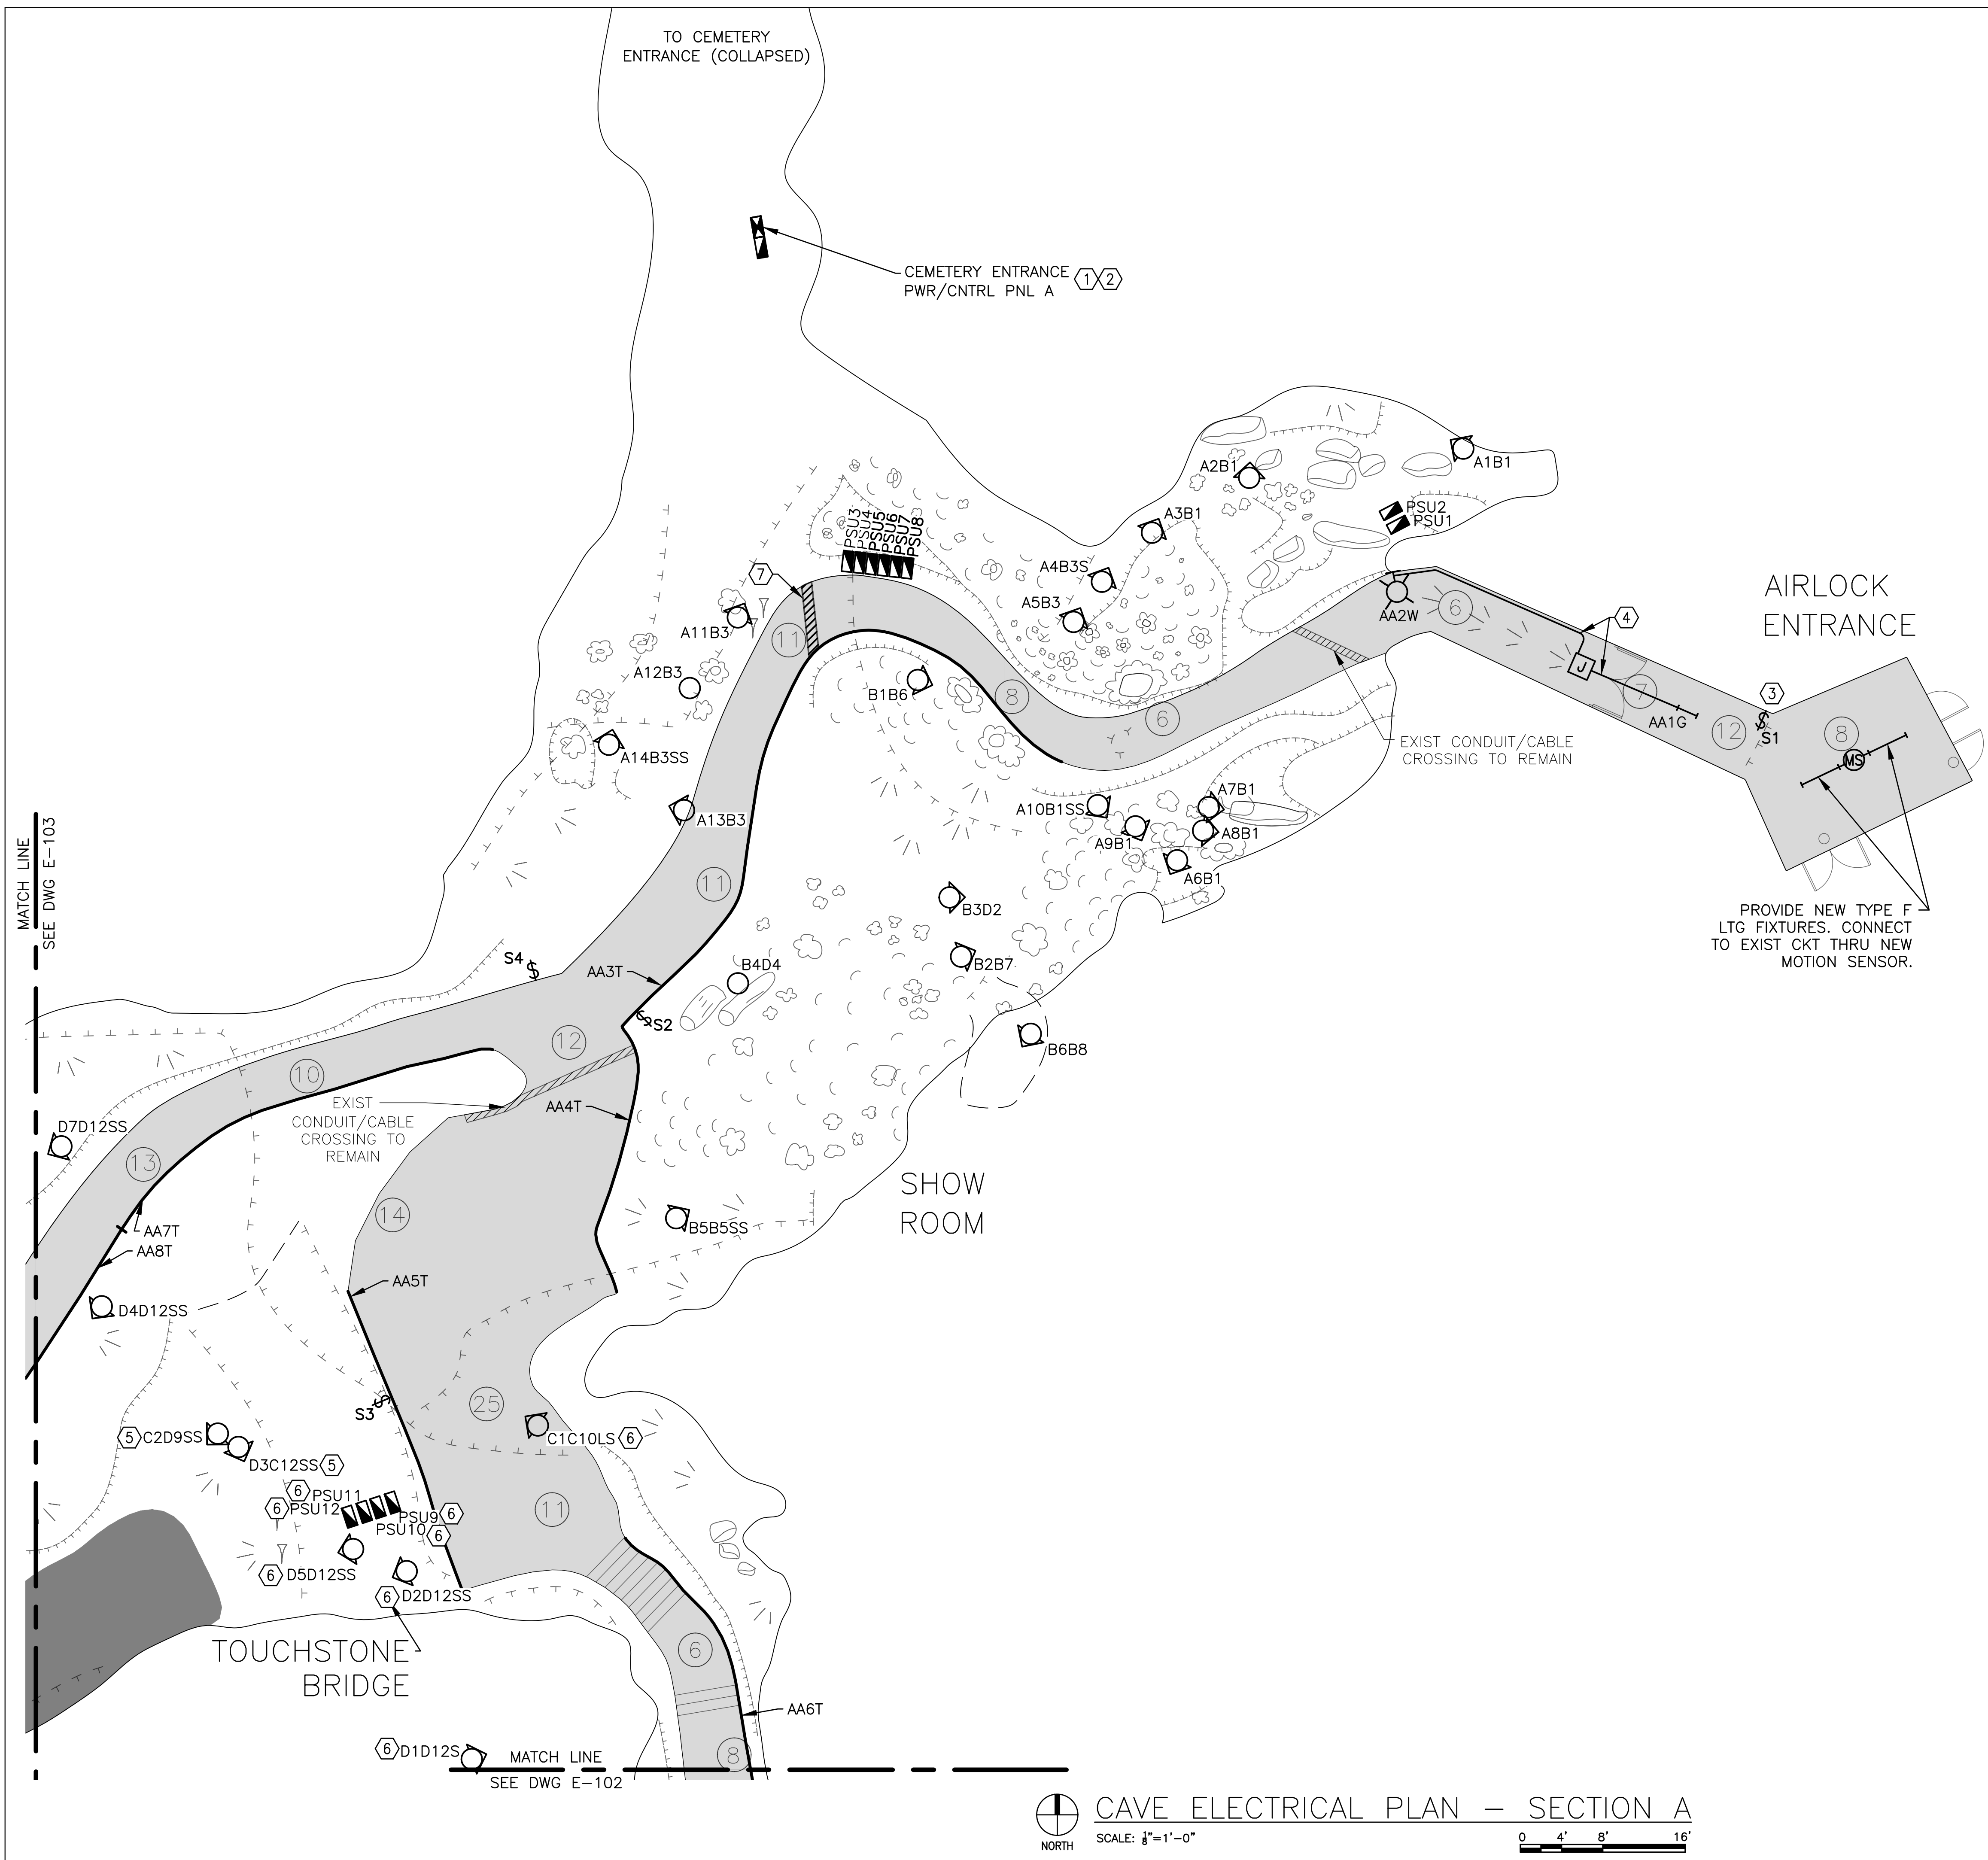 TO CEMETERY
ENTRANCE (COLLAPSED)
CEMETERY ENTRANCE
PWR/CNTRL PNL A
1 2
A1B1
A2B1
PSU2
PSU1
A3B1
PSU3
PSU4
PSU5
PSU6
PSU7
PSU8
A4B3S
7
A5B3
AIRLOCK
ENTRANCE
AA2W
6
4
A11B3
11
J
A12B3
B1B6
8
6
7
3
AA1G
12
S1
8
MS
A14B3SS
EXIST CONDUIT/CABLE
CROSSING TO REMAIN
A13B3
A10B1SS
A7B1
A9B1
A8B1
A6B1
MATCH LINE
SEE DWG E-103
11
B3D2
PROVIDE NEW TYPE F
LTG FIXTURES. CONNECT
TO EXIST CKT THRU NEW
MOTION SENSOR.
S4
AA3T
B4D4
B2B7
S2
12
B6B8
10
EXIST
CONDUIT/CABLE
CROSSING TO
REMAIN
AA4T
D7D12SS
13
SHOW
ROOM
14
B5B5SS
AA7T
AA8T
AA5T
D4D12SS
25
S3
5 C2D9SS
C1C10LS 6
D3C12SS 5
6 PSU11
6 PSU12
PSU9 6
PSU10 6
11
6 D5D12SS
6 D2D12SS
TOUCHSTONE
BRIDGE
6
AA6T
6 D1D12S
8
MATCH LINE
SEE DWG E-102
NORTH
CAVE ELECTRICAL PLAN - SECTION A
SCALE: 1/8"=1'-0"
0 4' 8' 16'